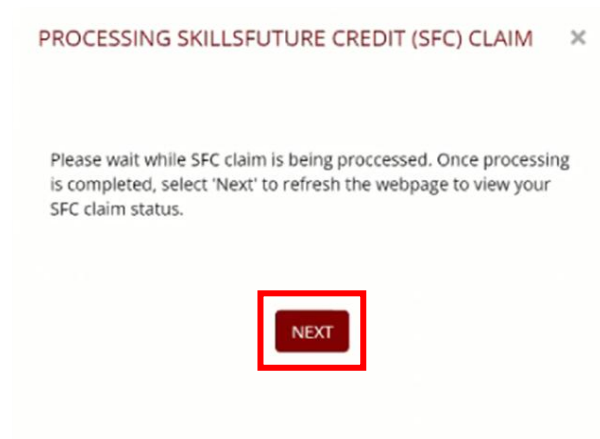 PROCESSING SKILLSFUTURE CREDIT (SFC) CLAIM ×
Please wait while SFC claim is being proccessed. Once processing
is completed, select 'Next' to refresh the webpage to view your
SFC claim status.
NEXT